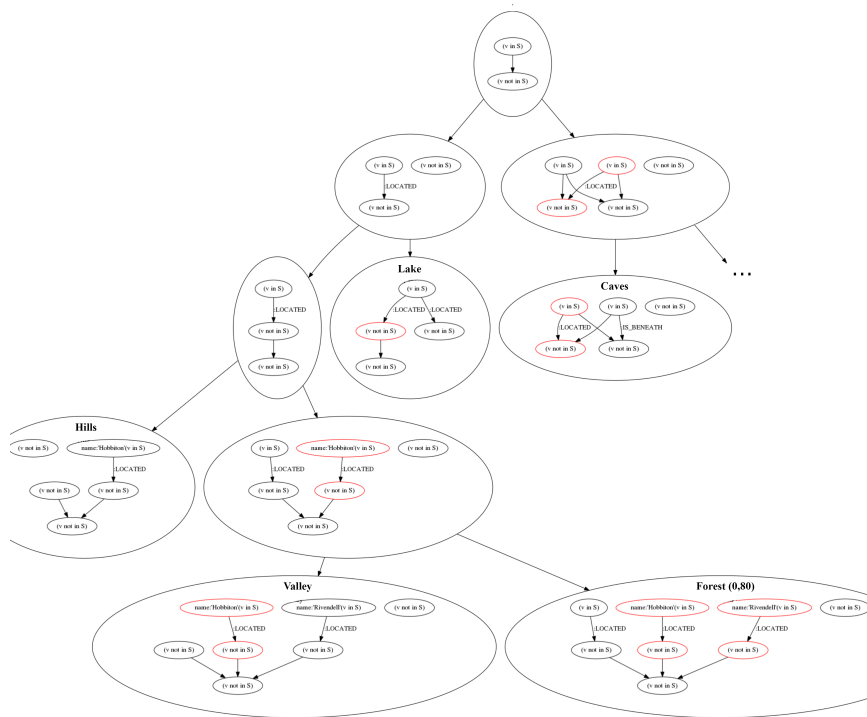 (v in S)
(v not in S)
(v in S)
(v not in S)
:LOCATED
(v not in S)
(v in S)
(v in S)
(v not in S)
:LOCATED
(v not in S)
(v not in S)
...
(v in S)
:LOCATED
(v not in S)
(v not in S)
Lake
(v in S)
:LOCATED
:LOCATED
(v not in S)
(v not in S)
(v not in S)
Caves
(v in S)
(v in S)
(v not in S)
:LOCATED
:IS_BENEATH
(v not in S)
(v not in S)
Hills
(v not in S)
name:'Hobbiton'(v in S)
:LOCATED
(v not in S)
(v not in S)
(v not in S)
(v in S)
name:'Hobbiton'(v in S)
(v not in S)
:LOCATED
:LOCATED
(v not in S)
(v not in S)
(v not in S)
Valley
name:'Hobbiton'(v in S)
name:'Rivendell'(v in S)
(v not in S)
:LOCATED
:LOCATED
(v not in S)
(v not in S)
(v not in S)
(v not in S)
Forest (0,80)
(v in S)
name:'Hobbiton'(v in S)
name:'Rivendell'(v in S)
(v not in S)
:LOCATED
:LOCATED
:LOCATED
(v not in S)
(v not in S)
(v not in S)
(v not in S)